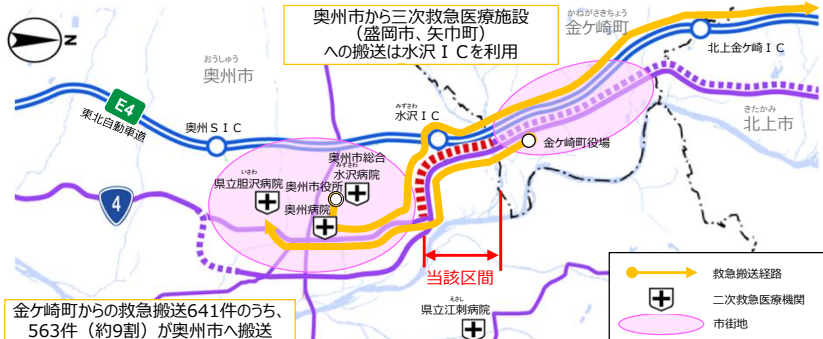 奥州市から三次救急医療施設
（盛岡市、矢巾町）
への搬送は水沢ＩＣを利用
かねがさきちょう
金ケ崎町
N
北上金ケ崎ＩＣ
おうしゅう
奥州市
E4
東北自動車道
奥州ＳＩＣ
みずさわ
水沢ＩＣ
きたかみ
北上市
金ケ崎町役場
奥州市総合
みずさわ
水沢病院
いさわ
県立胆沢病院
奥州市役所
奥州病院
4
当該区間
えさし
県立江刺病院
救急搬送経路
二次救急医療機関
市街地
金ケ崎町からの救急搬送641件のうち、
563件（約9割）が奥州市へ搬送